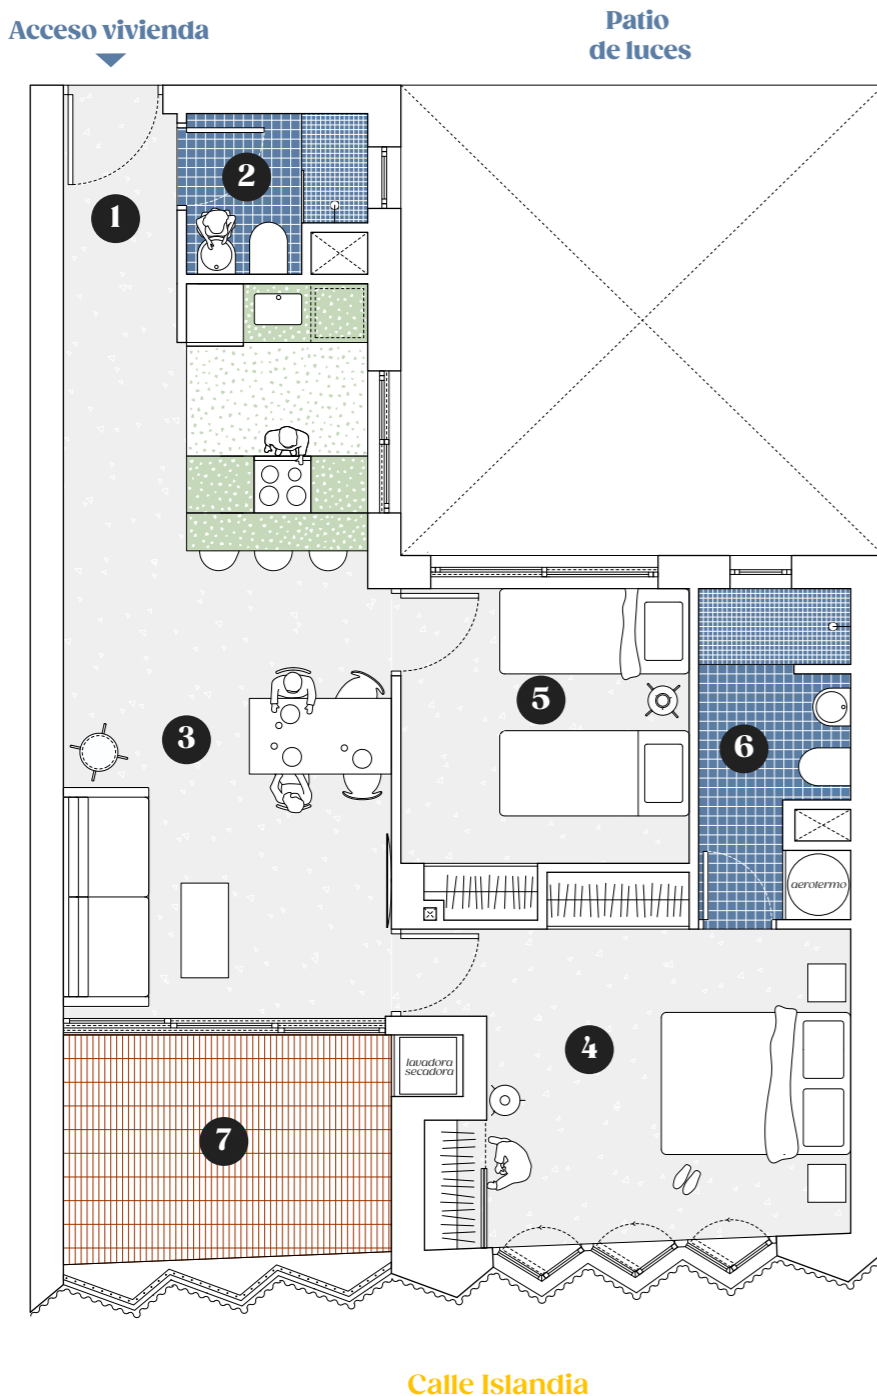 Acceso vivienda
Patio
de luces
2
1
5
3
6
aerotermo
4
lavadora
secadora
7
Calle Islandia